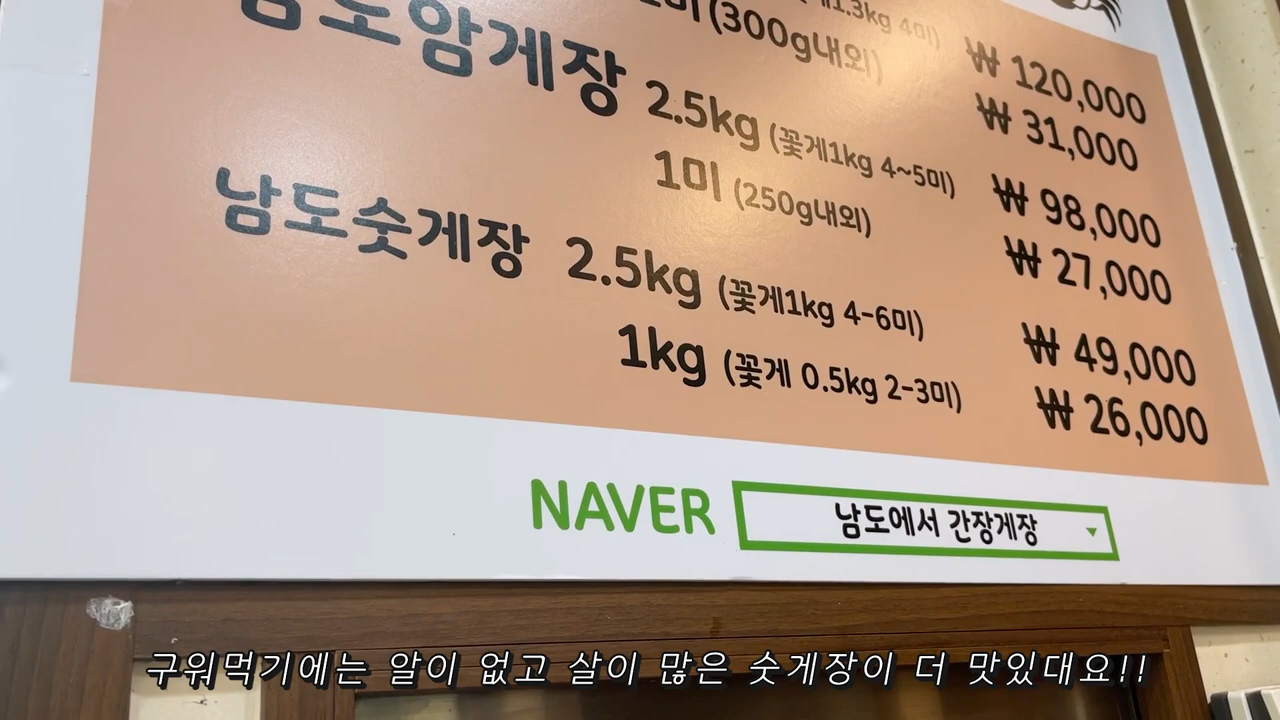 1.3kg 4미) ₩ 120,000
(300g내외) ₩ 31,000
남도암게장 2.5kg (꽃게1kg 4~5미) ₩ 98,000
1미 (250g내외) ₩ 27,000
남도숫게장 2.5kg (꽃게1kg 4-6미) ₩ 49,000
1kg (꽃게 0.5kg 2-3미) ₩ 26,000
NAVER 남도에서 간장게장
구워먹기에는 알이 없고 살이 많은 숫게장이 더 맛있대요!!